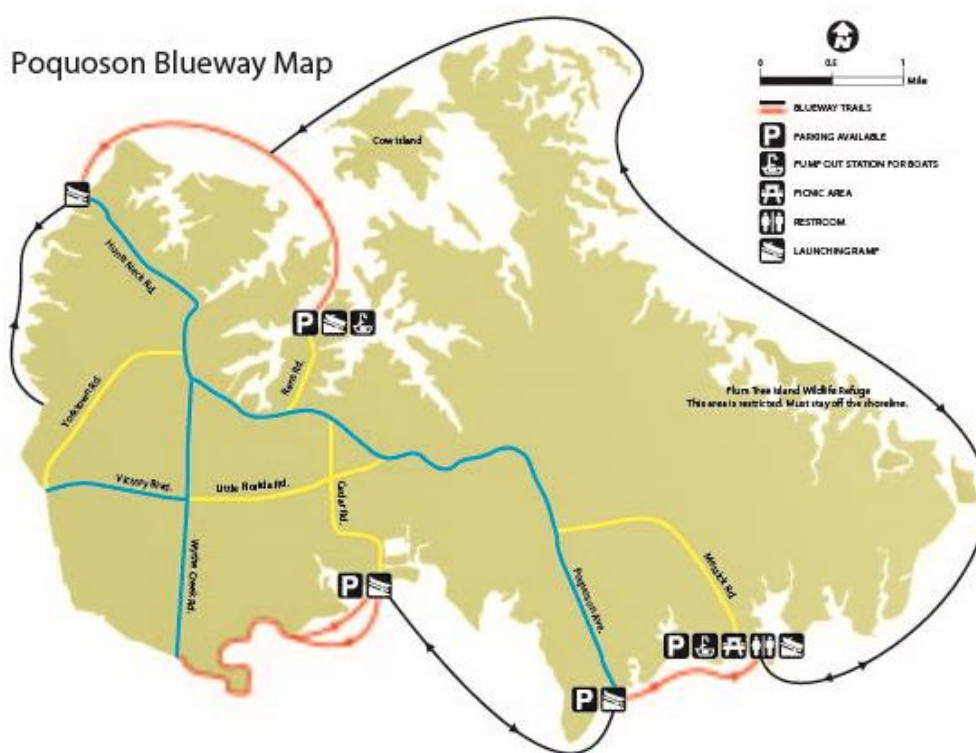 Poquoson Blueway Map
N
0 0.5 1
Mile
BLUEWAY TRAILS
P PARKING AVAILABLE
PUMP OUT STATION FOR BOATS
PICNIC AREA
RESTROOM
LAUNCHING RAMP
Cow Island
Hunts Neck Rd.
P
Rens Rd.
Yorktown Rd.
Plum Tree Island Wildlife Refuge
This area is restricted. Must stay off the shoreline.
Victory Blvd.
Little Florida Rd.
Cedar Rd.
Wythe Creek Rd.
P
Poquoson Ave.
Messick Rd.
P
P